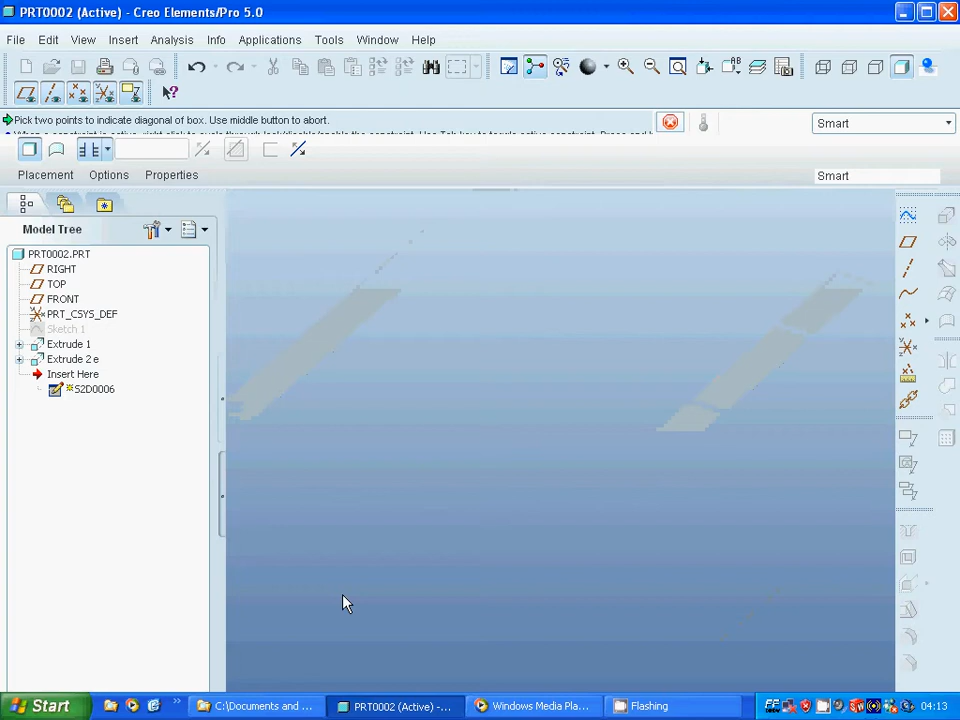 PRT0002 (Active) - Creo Elements/Pro 5.0
File Edit View Insert Analysis Info Applications Tools Window Help
Pick two points to indicate diagonal of box. Use middle button to abort.
Smart
Placement Options Properties
Smart
Model Tree
PRT0002.PRT
RIGHT
TOP
FRONT
PRT_CSYS_DEF
Sketch 1
Extrude 1
Extrude 2 e
Insert Here
S2D0006
Start
C:\Documents and ...
PRT0002 (Active) -...
Windows Media Pla...
Flashing
04:13